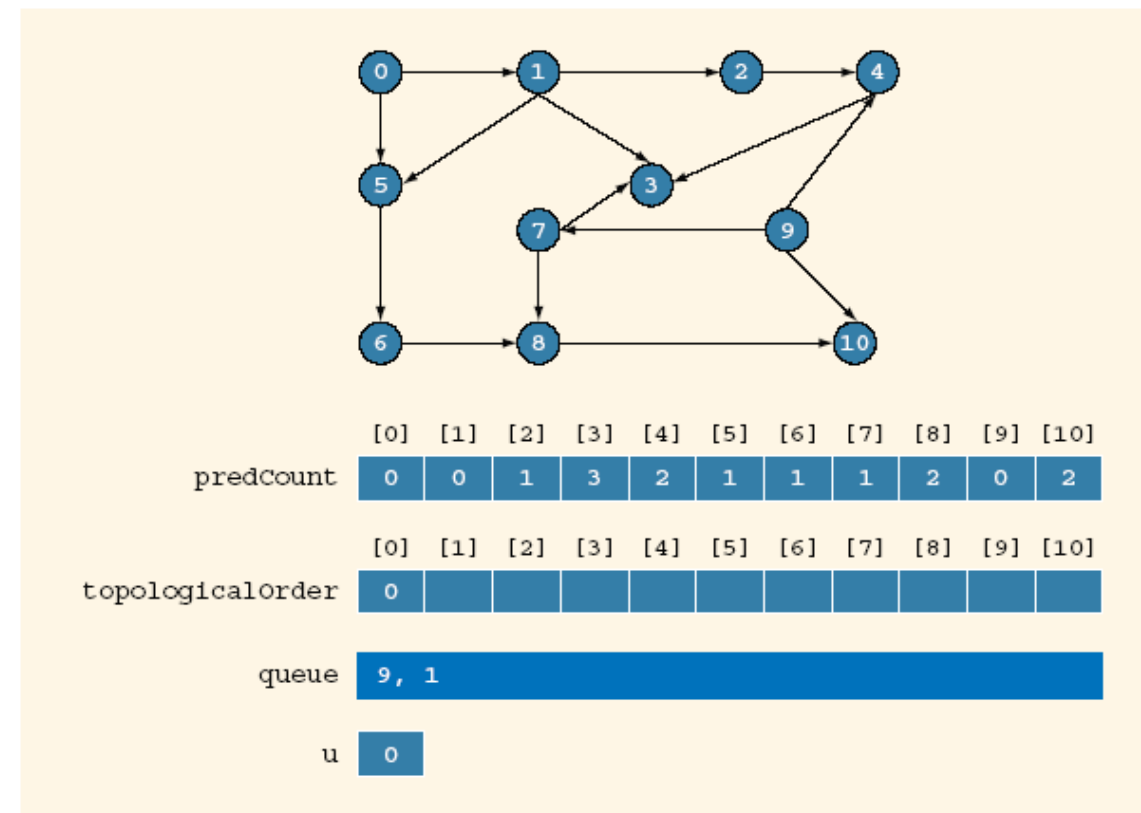 0 1 2 4
5 3
7 9
6 8 10
[0] [1] [2] [3] [4] [5] [6] [7] [8] [9] [10]
predCount 0 0 1 3 2 1 1 1 2 0 2
[0] [1] [2] [3] [4] [5] [6] [7] [8] [9] [10]
topologicalOrder 0
queue 9, 1
u 0